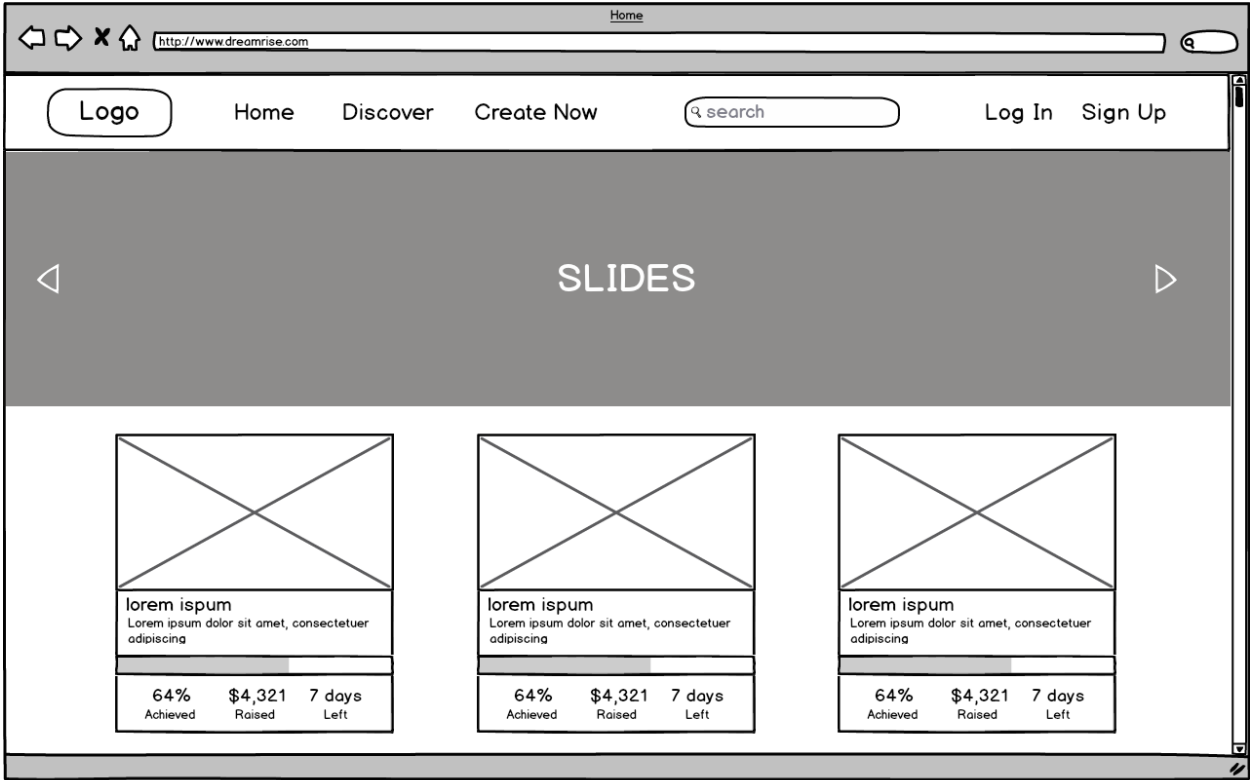 Home
http://www.dreamrise.com
Logo Home Discover Create Now search Log In Sign Up
SLIDES
lorem ispum lorem ispum lorem ispum
Lorem ipsum dolor sit amet, consectetuer Lorem ipsum dolor sit amet, consectetuer Lorem ipsum dolor sit amet, consectetuer
adipiscing adipiscing adipiscing
64% $4,321 7 days 64% $4,321 7 days 64% $4,321 7 days
Achieved Raised Left Achieved Raised Left Achieved Raised Left